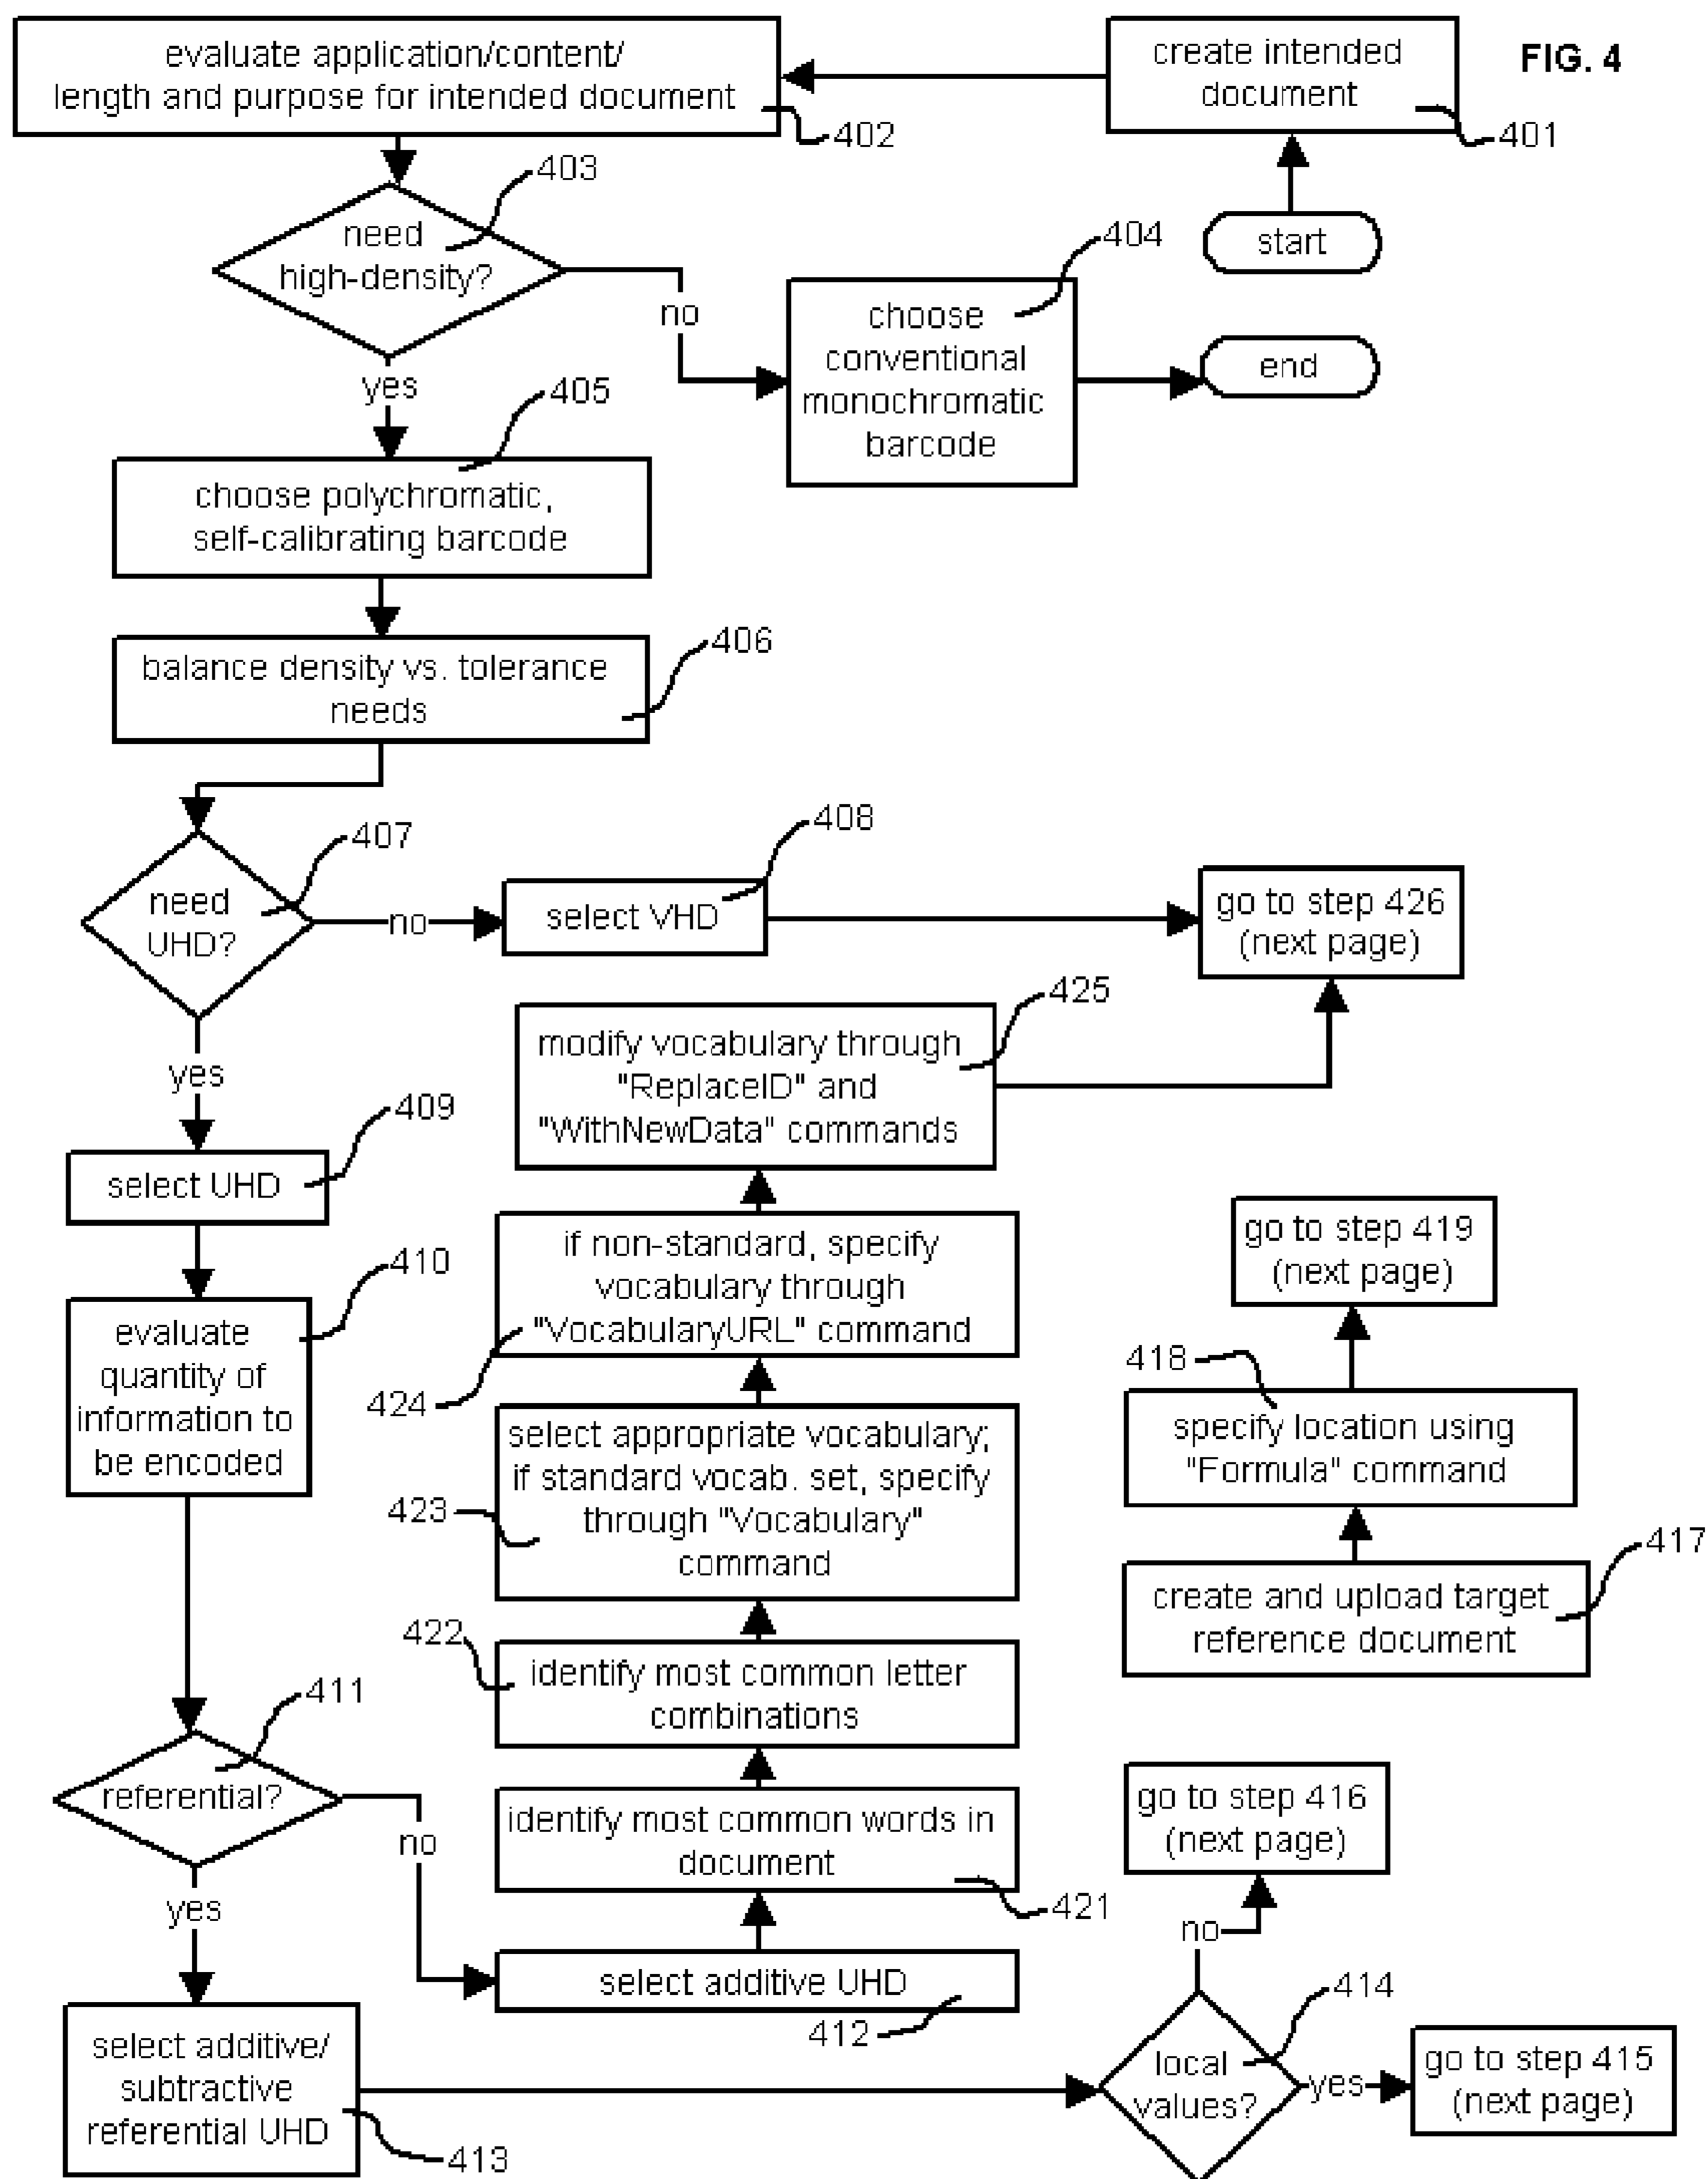 FIG. 4
start
create intended
document
401
evaluate application/content/
length and purpose for intended document
402
need
high-density?
403
no
choose
conventional
monochromatic
barcode
404
end
yes
choose polychromatic,
self-calibrating barcode
405
balance density vs. tolerance
needs
406
need
UHD?
407
no
select VHD
408
go to step 426
(next page)
yes
select UHD
409
evaluate
quantity of
information to
be encoded
410
referential?
411
no
select additive UHD
412
identify most common words in
document
421
identify most common letter
combinations
422
select appropriate vocabulary;
if standard vocab. set, specify
through "Vocabulary"
command
423
if non-standard, specify
vocabulary through
"VocabularyURL" command
424
modify vocabulary through
"ReplaceID" and
"WithNewData" commands
425
yes
select additive/
subtractive
referential UHD
413
local
values?
414
no
go to step 416
(next page)
yes
go to step 415
(next page)
create and upload target
reference document
417
specify location using
"Formula" command
418
go to step 419
(next page)